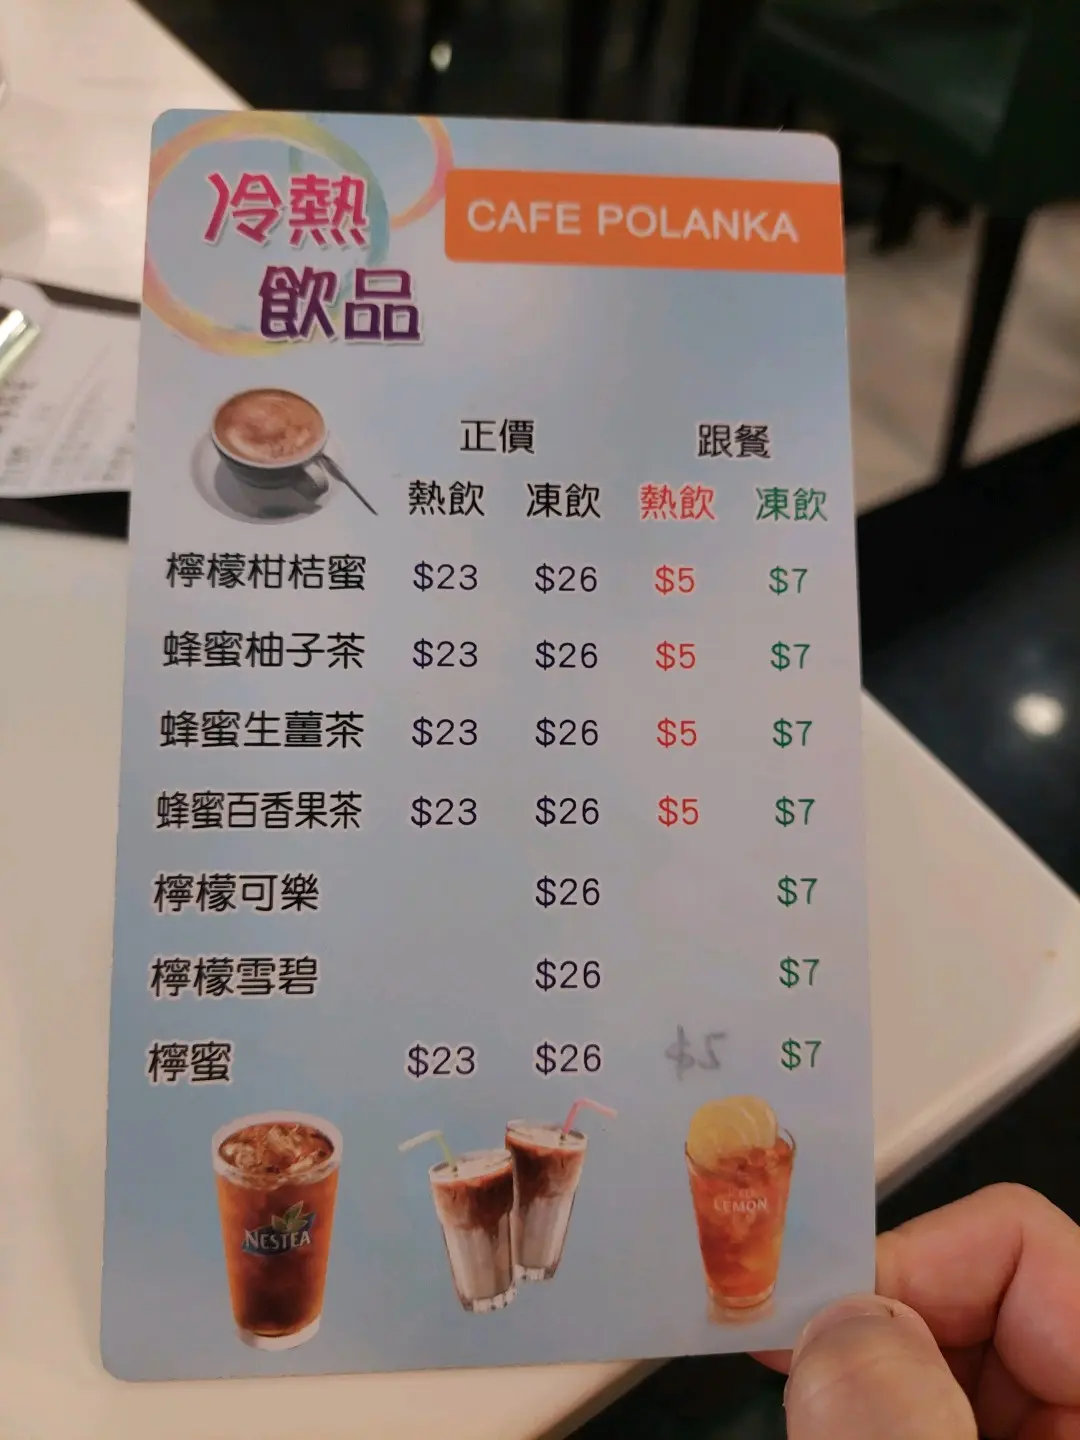 冷熱
飲品
CAFE POLANKA
正價 跟餐
熱飲 凍飲 熱飲 凍飲
檸檬柑桔蜜 $23 $26 $5 $7
蜂蜜柚子茶 $23 $26 $5 $7
蜂蜜生薑茶 $23 $26 $5 $7
蜂蜜百香果茶 $23 $26 $5 $7
檸檬可樂 $26 $7
檸檬雪碧 $26 $7
檸蜜 $23 $26 $7
NESTEA
LEMON